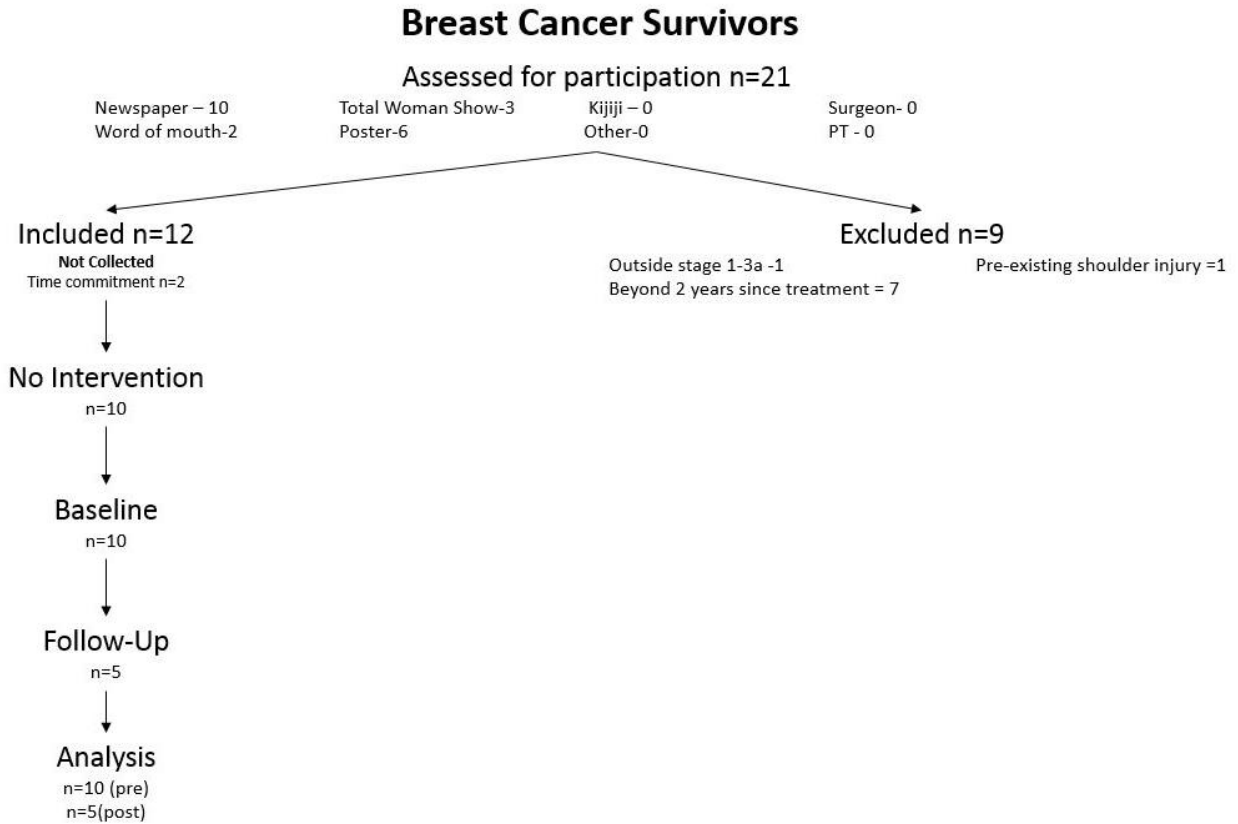 Breast Cancer Survivors
Assessed for participation n=21
Newspaper – 10
Word of mouth-2
Total Woman Show-3
Poster-6
Kijiji – 0
Other-0
Surgeon- 0
PT - 0
Included n=12
Not Collected
Time commitment n=2
Excluded n=9
Outside stage 1-3a -1
Beyond 2 years since treatment = 7
Pre-existing shoulder injury =1
No Intervention
n=10
Baseline
n=10
Follow-Up
n=5
Analysis
n=10 (pre)
n=5(post)